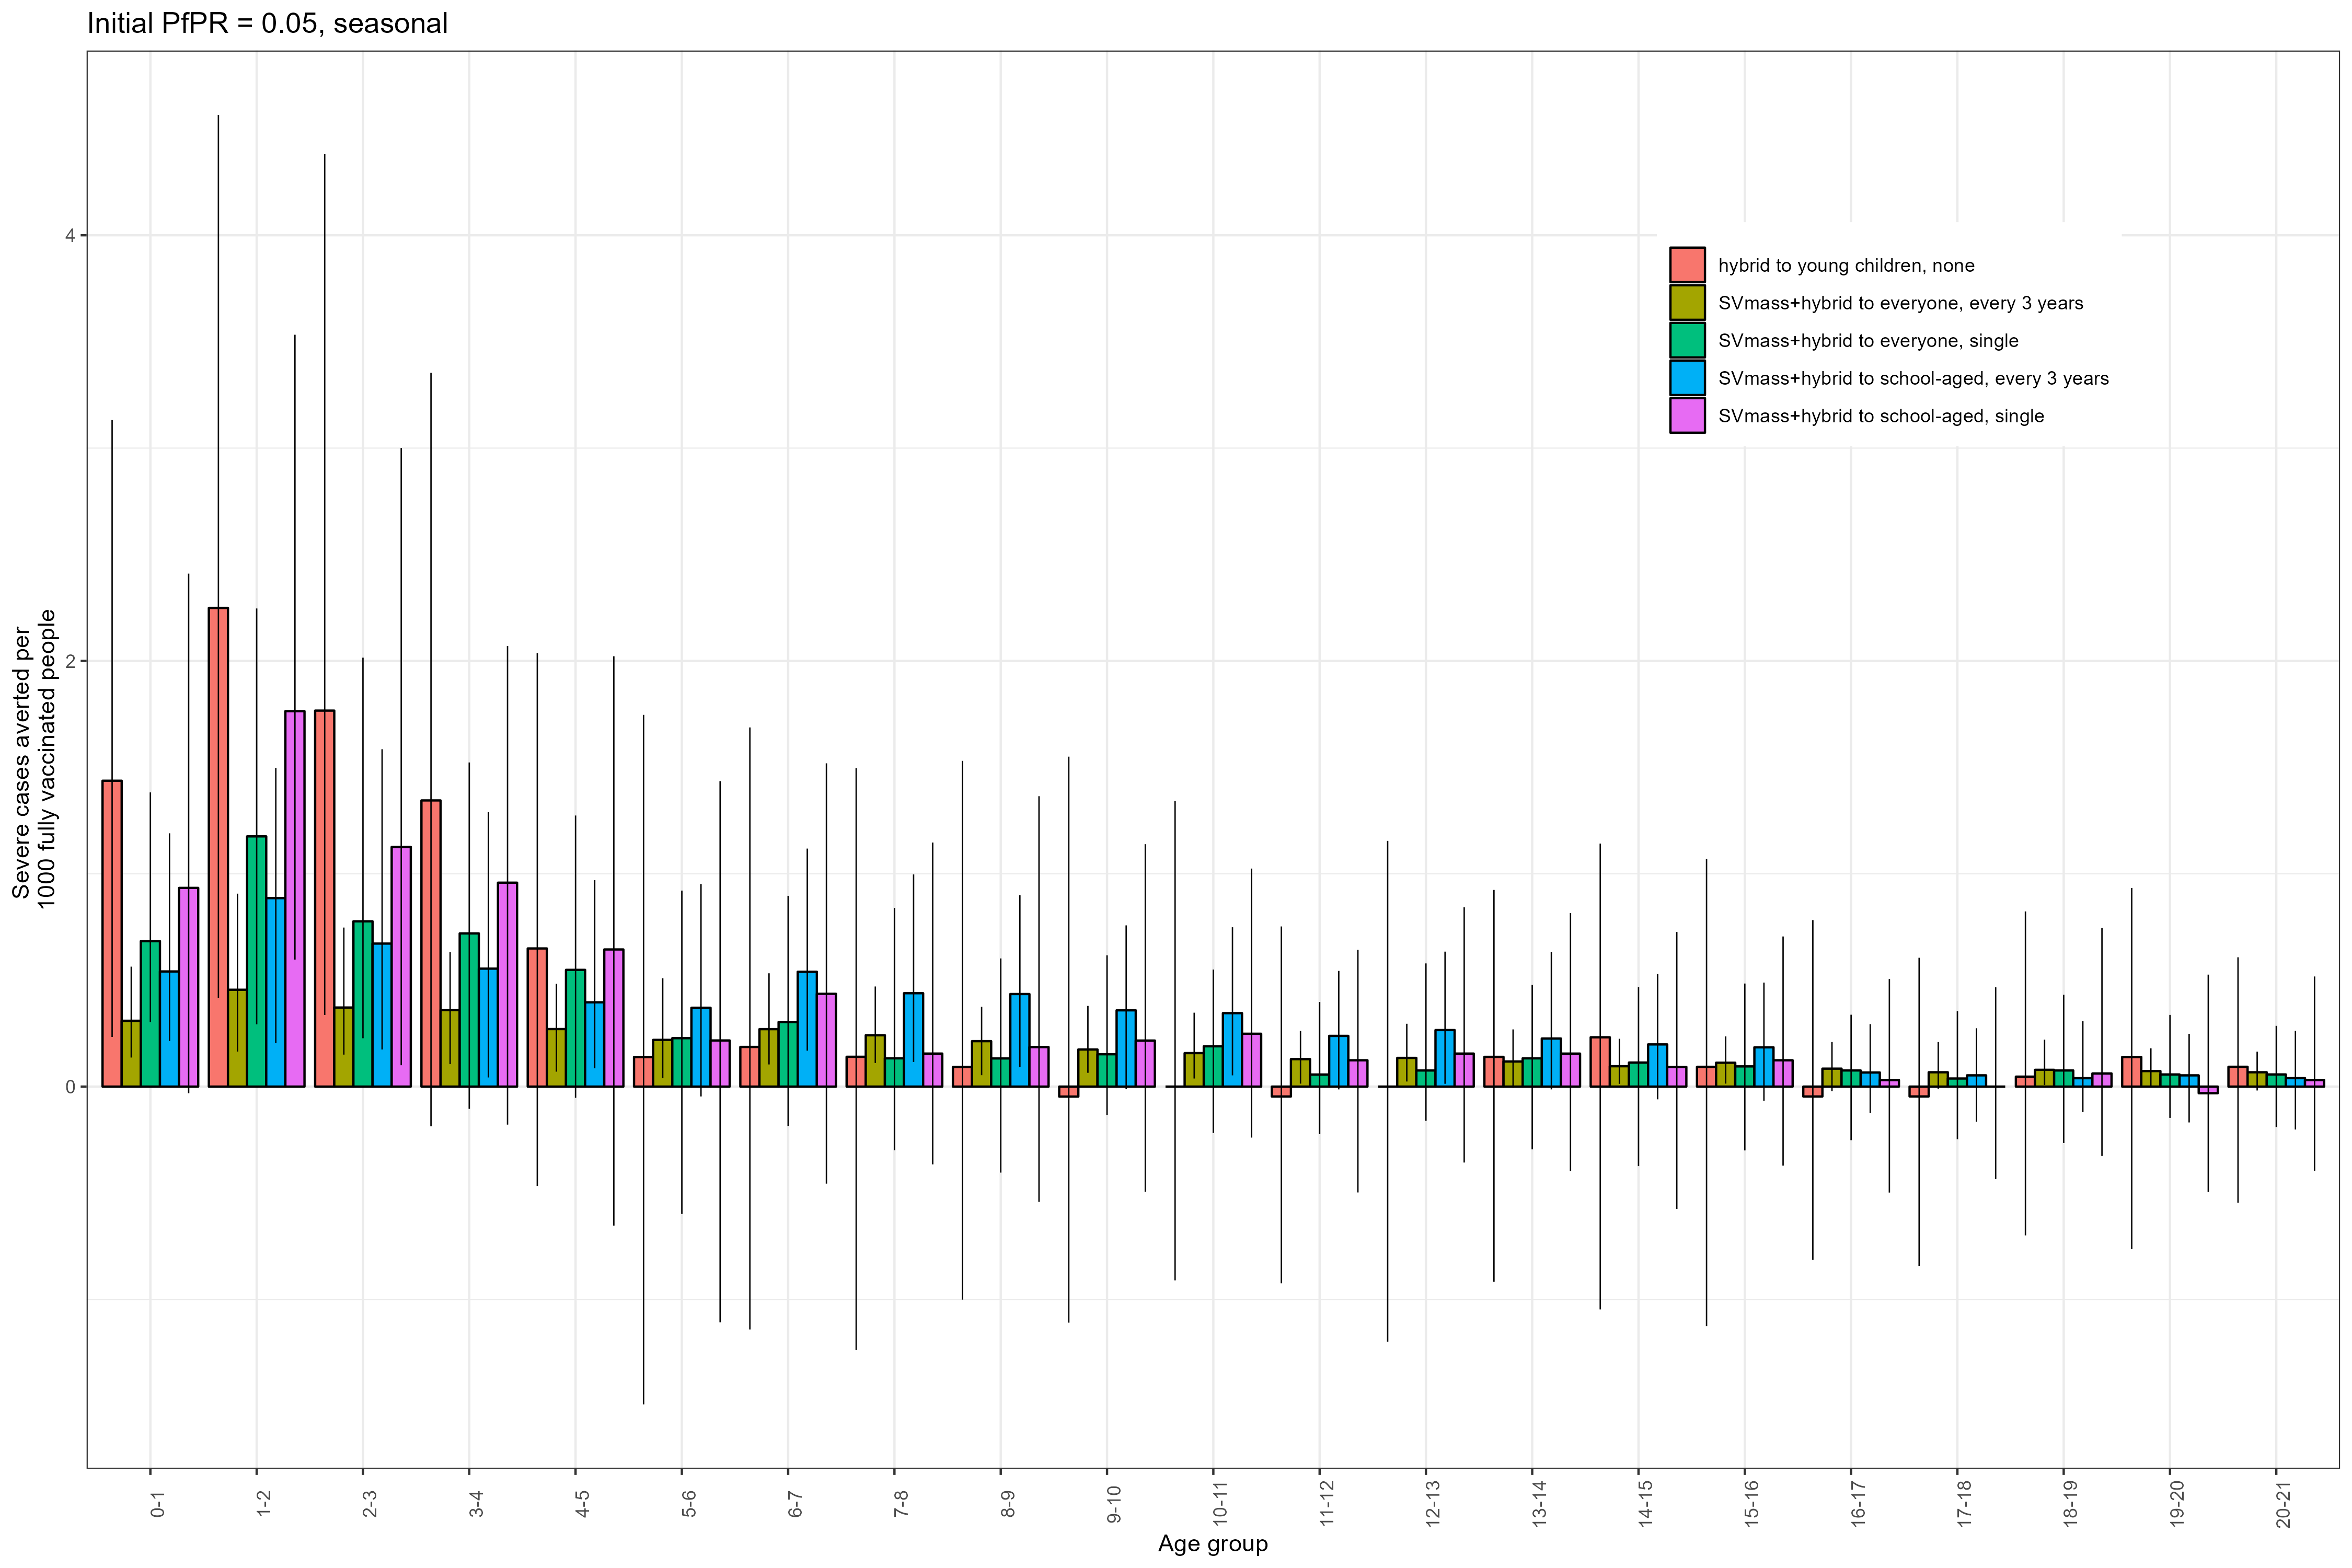 Initial PfPR = 0.05, seasonal
Severe cases averted per
1000 fully vaccinated people
4
2
0
hybrid to young children, none
SVmass+hybrid to everyone, every 3 years
SVmass+hybrid to everyone, single
SVmass+hybrid to school-aged, every 3 years
SVmass+hybrid to school-aged, single
0-1
1-2
2-3
3-4
4-5
5-6
6-7
7-8
8-9
9-10
10-11
11-12
12-13
13-14
14-15
15-16
16-17
17-18
18-19
19-20
20-21
Age group